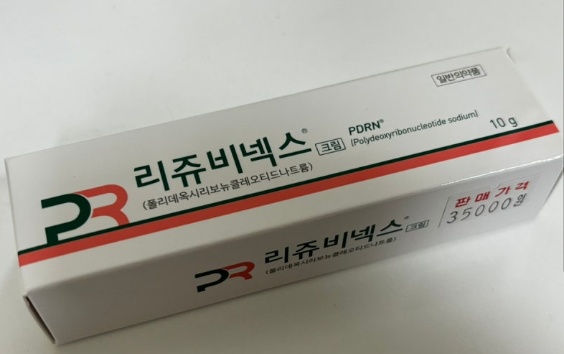 일반의약품
리쥬비넥스® 크림 PDRN®
(폴리데옥시리보뉴클레오티드나트륨) (Polydeoxyribonucleotide sodium)
10 g
PR
PR 리쥬비넥스® 크림
(폴리데옥시리보뉴클레오티드나트륨)
판매가격
35000원